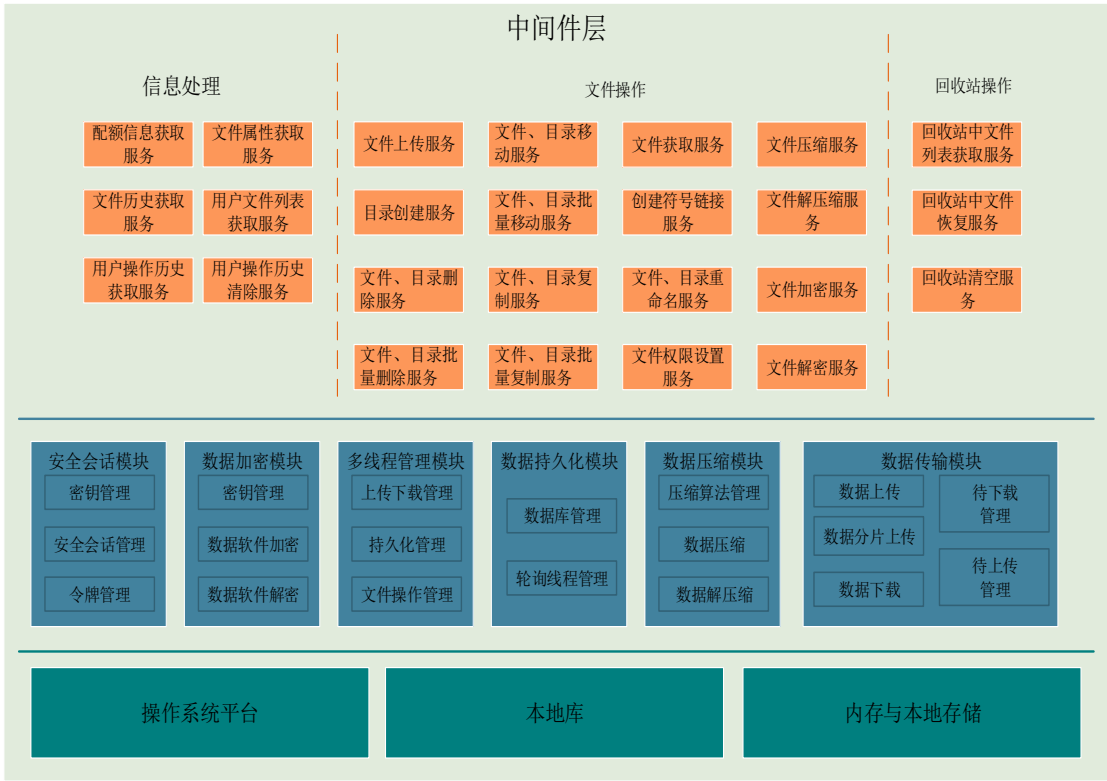 中间件层
信息处理
文件操作
回收站操作
配额信息获取
服务
文件属性获取
服务
文件历史获取
服务
用户文件列表
获取服务
用户操作历史
获取服务
用户操作历史
清除服务
文件上传服务
文件、目录移
动服务
文件获取服务
文件压缩服务
目录创建服务
文件、目录批
量移动服务
创建符号链接
服务
文件解压缩服
务
文件、目录删
除服务
文件、目录复
制服务
文件、目录重
命名服务
文件加密服务
文件、目录批
量删除服务
文件、目录批
量复制服务
文件权限设置
服务
文件解密服务
回收站中文件
列表获取服务
回收站中文件
恢复服务
回收站清空服
务
安全会话模块
密钥管理
安全会话管理
令牌管理
数据加密模块
密钥管理
数据软件加密
数据软件解密
多线程管理模块
上传下载管理
持久化管理
文件操作管理
数据持久化模块
数据库管理
轮询线程管理
数据压缩模块
压缩算法管理
数据压缩
数据解压缩
数据传输模块
数据上传
数据分片上传
数据下载
待下载
管理
待上传
管理
操作系统平台
本地库
内存与本地存储